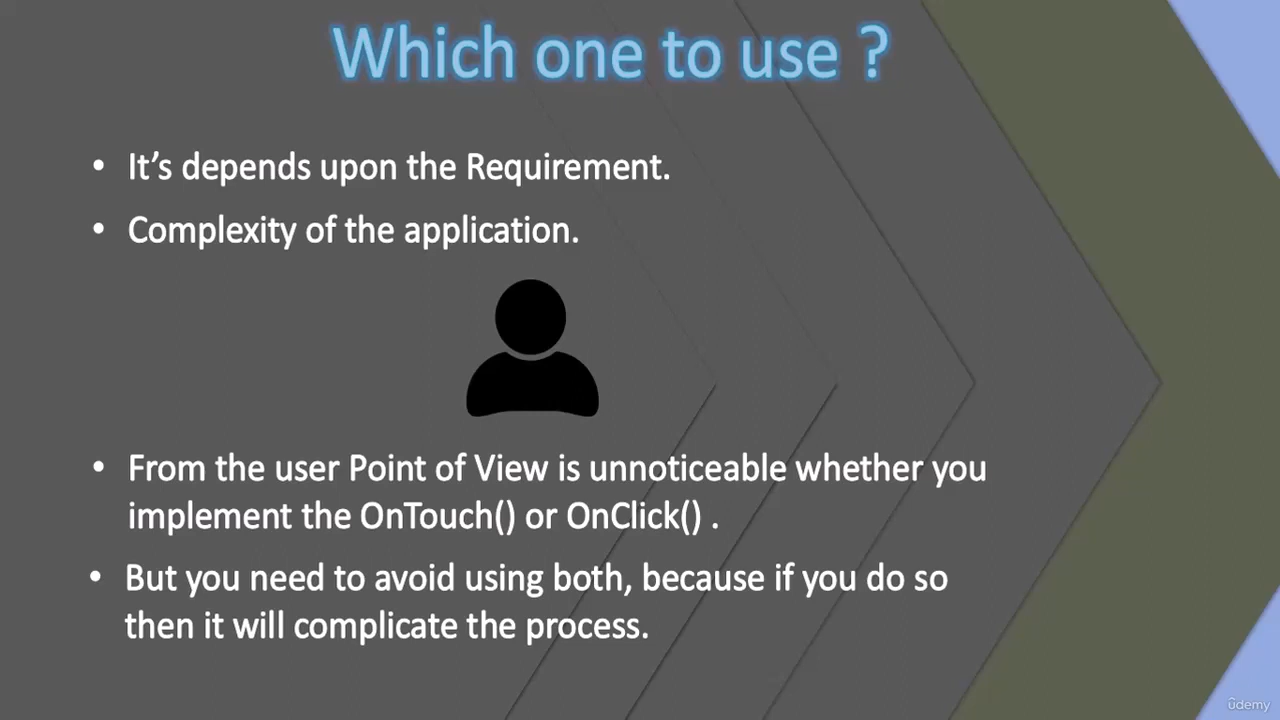 Which one to use ?
• It’s depends upon the Requirement.
• Complexity of the application.
• From the user Point of View is unnoticeable whether you
implement the OnTouch() or OnClick() .
• But you need to avoid using both, because if you do so
then it will complicate the process.
ûdemy